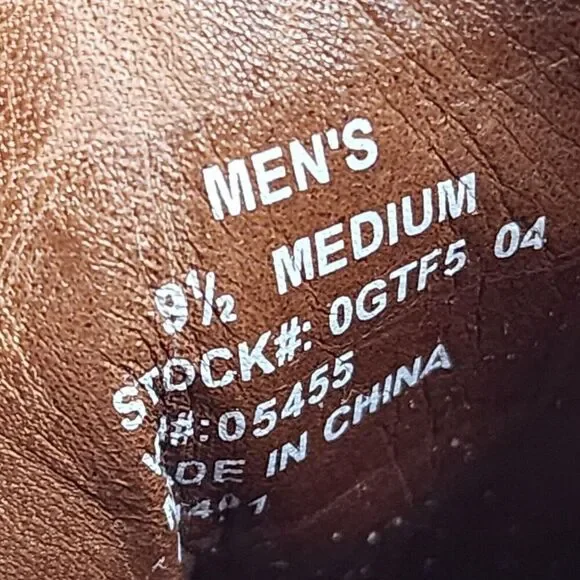 MEN'S
9½ MEDIUM
STOCK#: 0GTF5 04
#:05455
DE IN CHINA